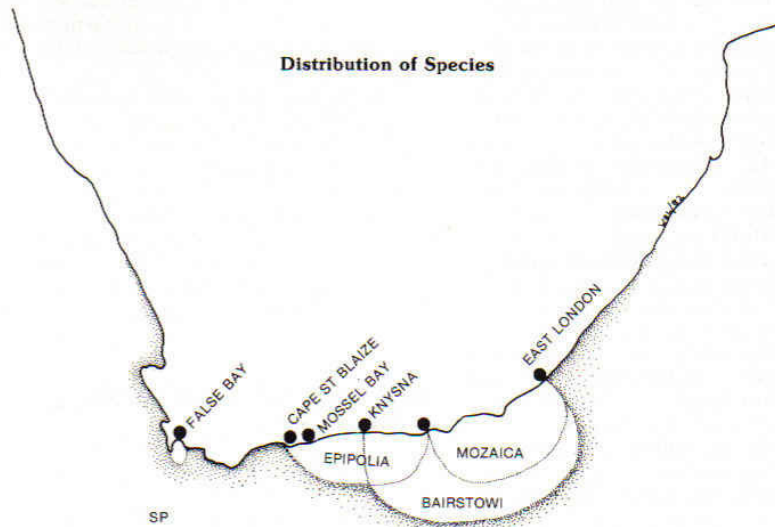 Distribution of Species
EAST LONDON
FALSE BAY
CAPE ST BLAIZE
MOSSEL BAY
KNYSNA
EPIPOLIA
MOZAICA
BAIRSTOWI
SP